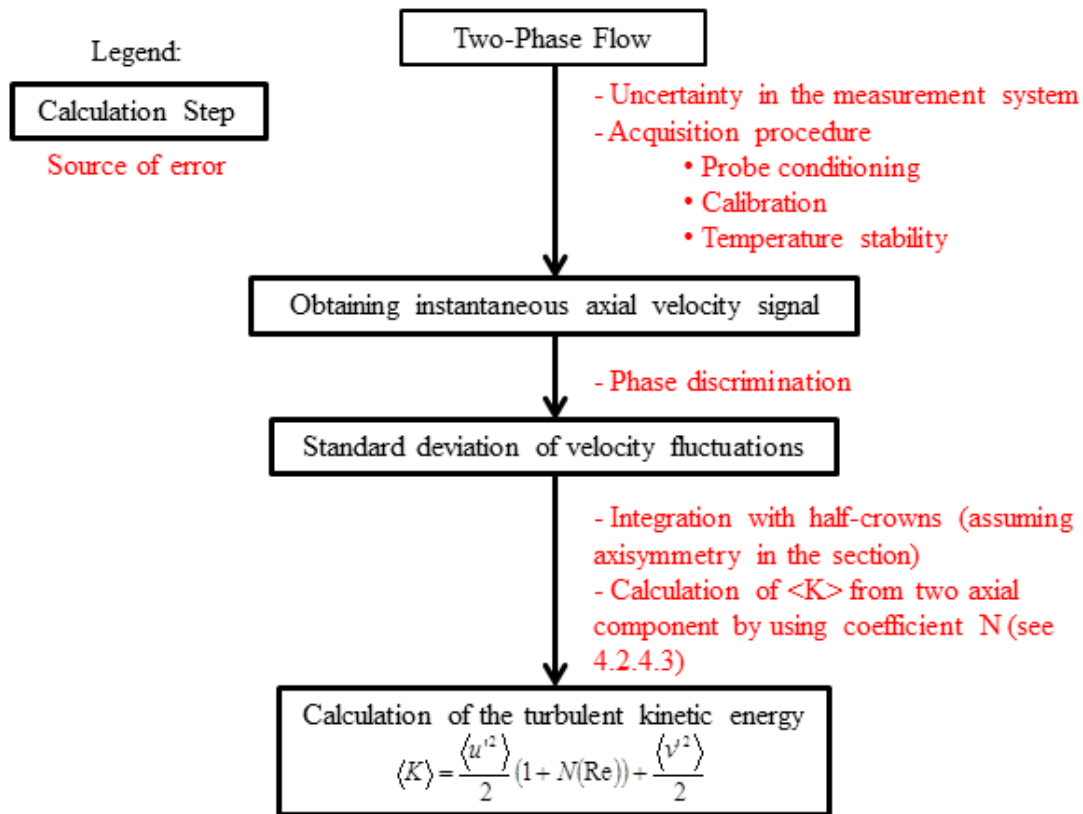 Legend:
Calculation Step
Source of error
Two-Phase Flow
- Uncertainty in the measurement system
- Acquisition procedure
• Probe conditioning
• Calibration
• Temperature stability
Obtaining instantaneous axial velocity signal
- Phase discrimination
Standard deviation of velocity fluctuations
- Integration with half-crowns (assuming
axisymmetry in the section)
- Calculation of <K> from two axial
component by using coefficient N (see
4.2.4.3)
Calculation of the turbulent kinetic energy
⟨K⟩ = ⟨u'²⟩/2 (1 + N(Re)) + ⟨v'²⟩/2